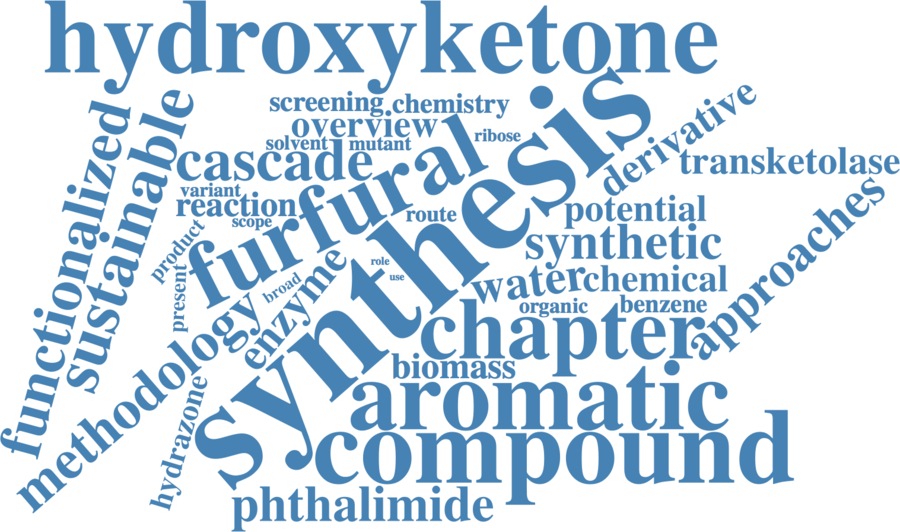 hydroxyketone
functionalized
sustainable
screening
chemistry
overview
solvent
mutant
ribose
cascade
derivative
transketolase
variant
reaction
scope
furfural
synthesis
route
potential
approaches
product
present
broad
enzyme
role
use
synthetic
water
chemical
organic
benzene
methodology
chapter
biomass
hydrazone
aromatic
compound
phthalimide